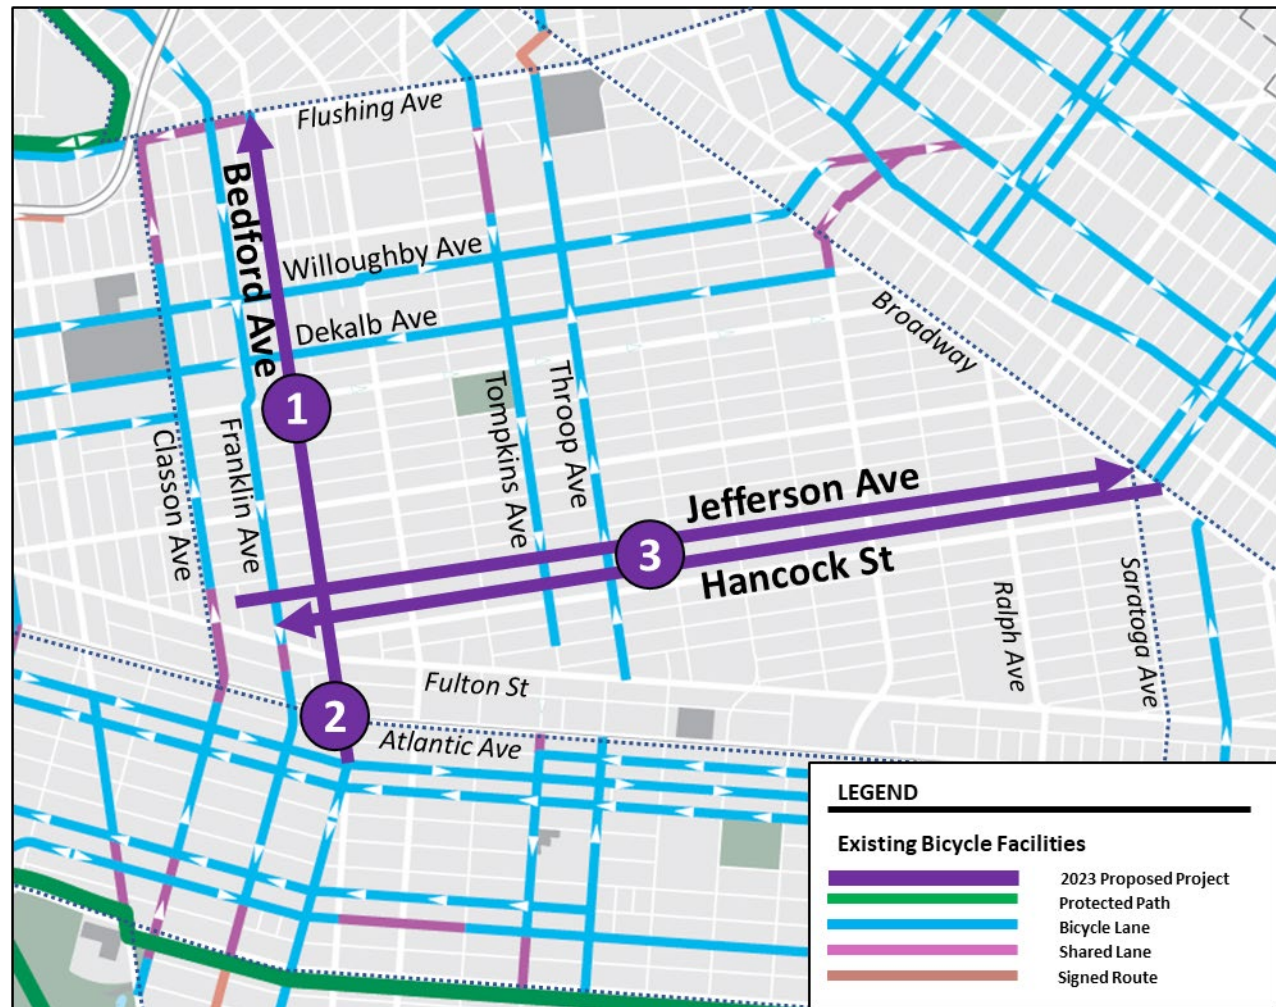 Flushing Ave
Bedford Ave
Willoughby Ave
Dekalb Ave
Broadway
1
Classon Ave
Franklin Ave
Tompkins Ave
Throop Ave
Jefferson Ave
3
Hancock St
Ralph Ave
Saratoga Ave
Fulton St
2
Atlantic Ave
LEGEND
Existing Bicycle Facilities
2023 Proposed Project
Protected Path
Bicycle Lane
Shared Lane
Signed Route